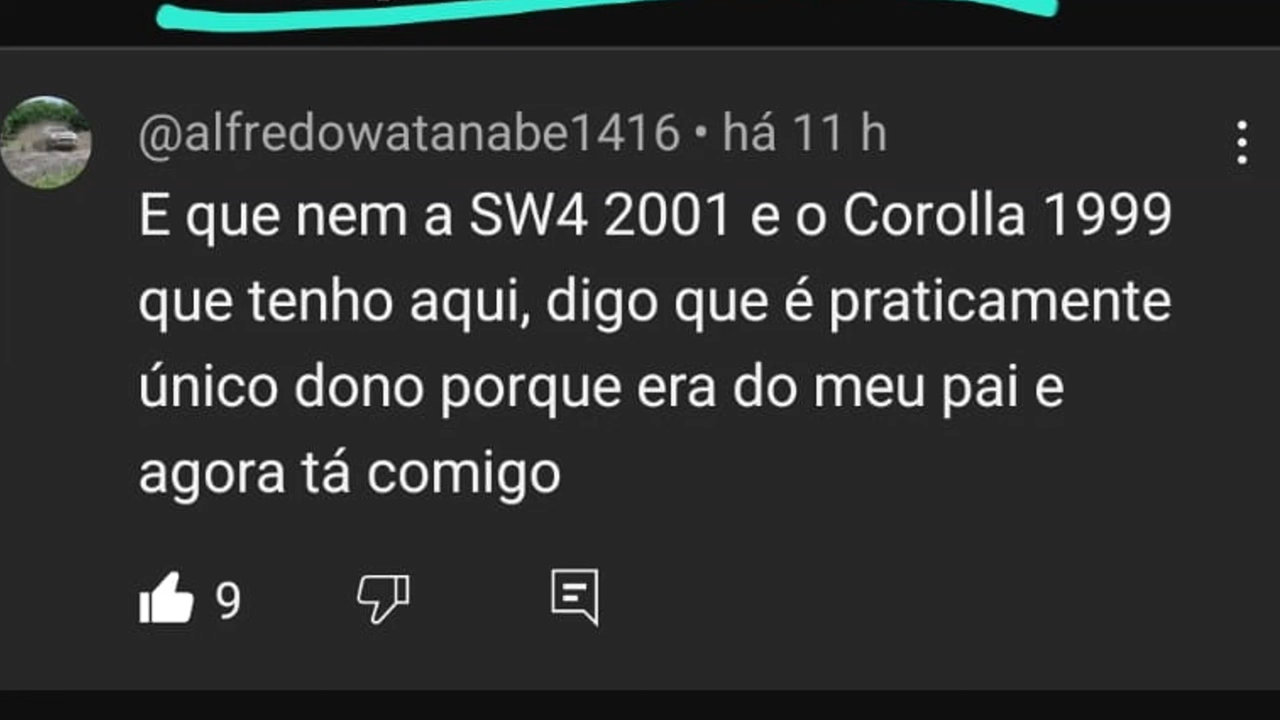 @alfredowatanabe1416 • há 11 h
E que nem a SW4 2001 e o Corolla 1999
que tenho aqui, digo que é praticamente
único dono porque era do meu pai e
agora tá comigo
9